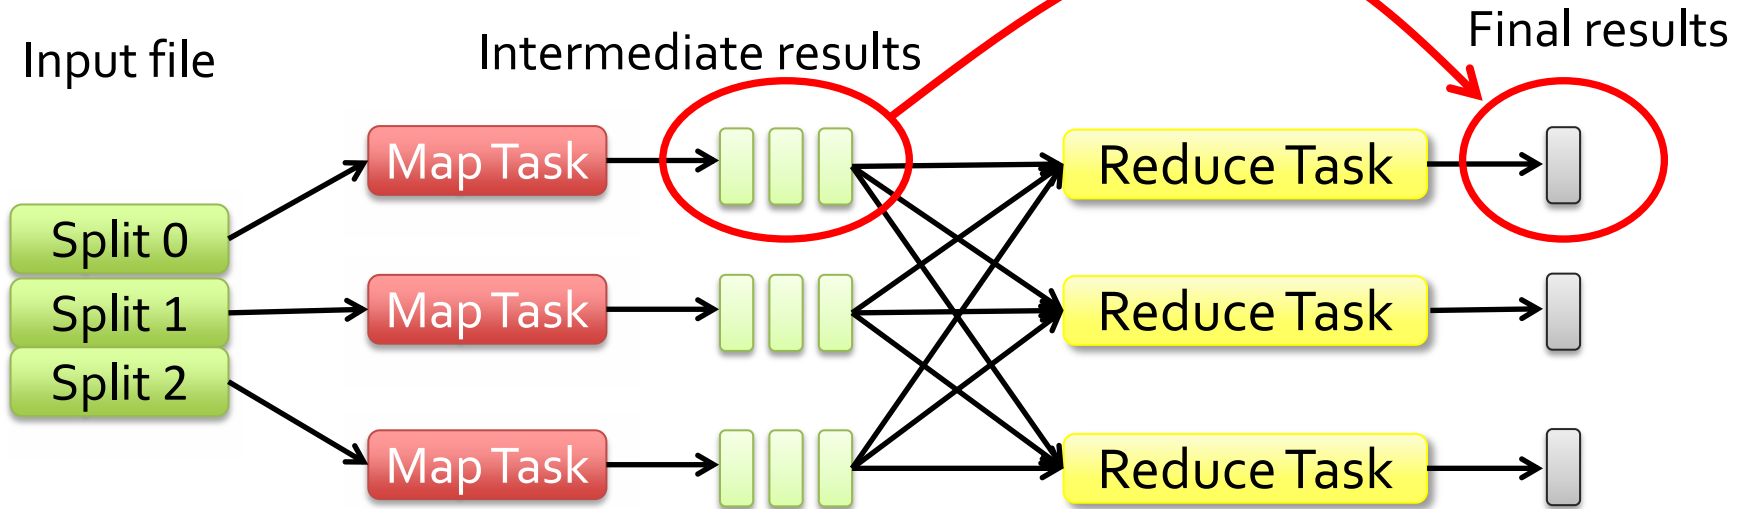 Input file
Intermediate results
Final results
Map Task
Reduce Task
Split 0
Split 1
Map Task
Reduce Task
Split 2
Map Task
Reduce Task